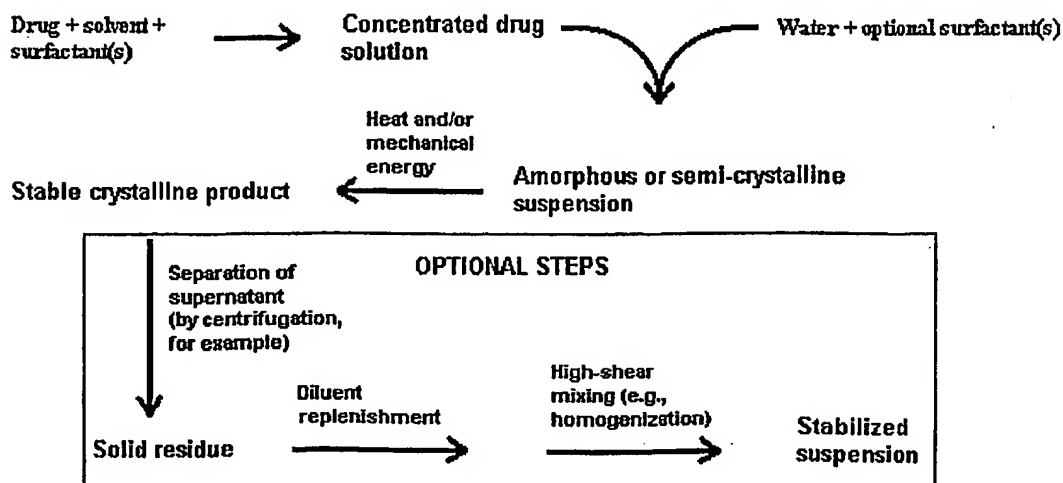 Drug + solvent +
surfactant(s)
Concentrated drug
solution
Water + optional surfactant(s)
Heat and/or
mechanical
energy
Stable crystalline product
Amorphous or semi-crystalline
suspension
OPTIONAL STEPS
Separation of
supernatant
(by centrifugation,
for example)
Solid residue
Diluent
replenishment
High-shear
mixing (e.g.,
homogenization)
Stabilized
suspension